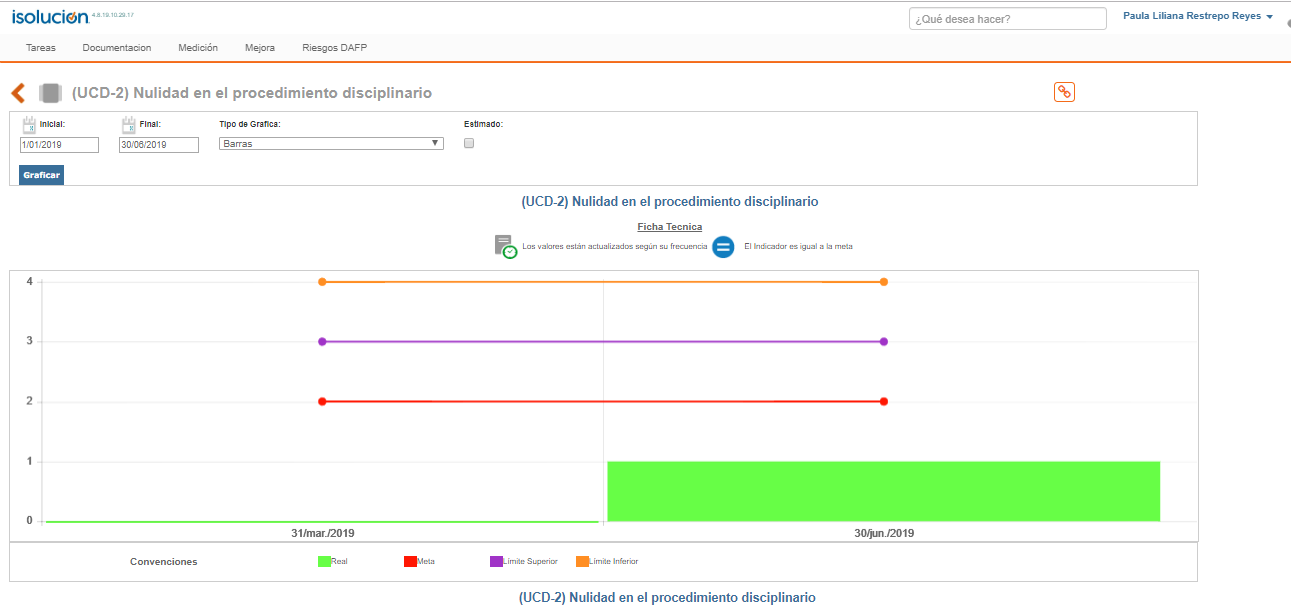 isolución 4.8.19.10.29.17
¿Qué desea hacer?
Paula Liliana Restrepo Reyes
Tareas Documentacion Medición Mejora Riesgos DAFP
(UCD-2) Nulidad en el procedimiento disciplinario
Inicial: Final: Tipo de Grafica: Estimado:
1/01/2019 30/06/2019 Barras
Graficar
(UCD-2) Nulidad en el procedimiento disciplinario
Ficha Tecnica
Los valores están actualizados según su frecuencia El Indicador es igual a la meta
4
3
2
1
0
31/mar./2019 30/jun./2019
Convenciones Real Meta Límite Superior Límite Inferior
(UCD-2) Nulidad en el procedimiento disciplinario